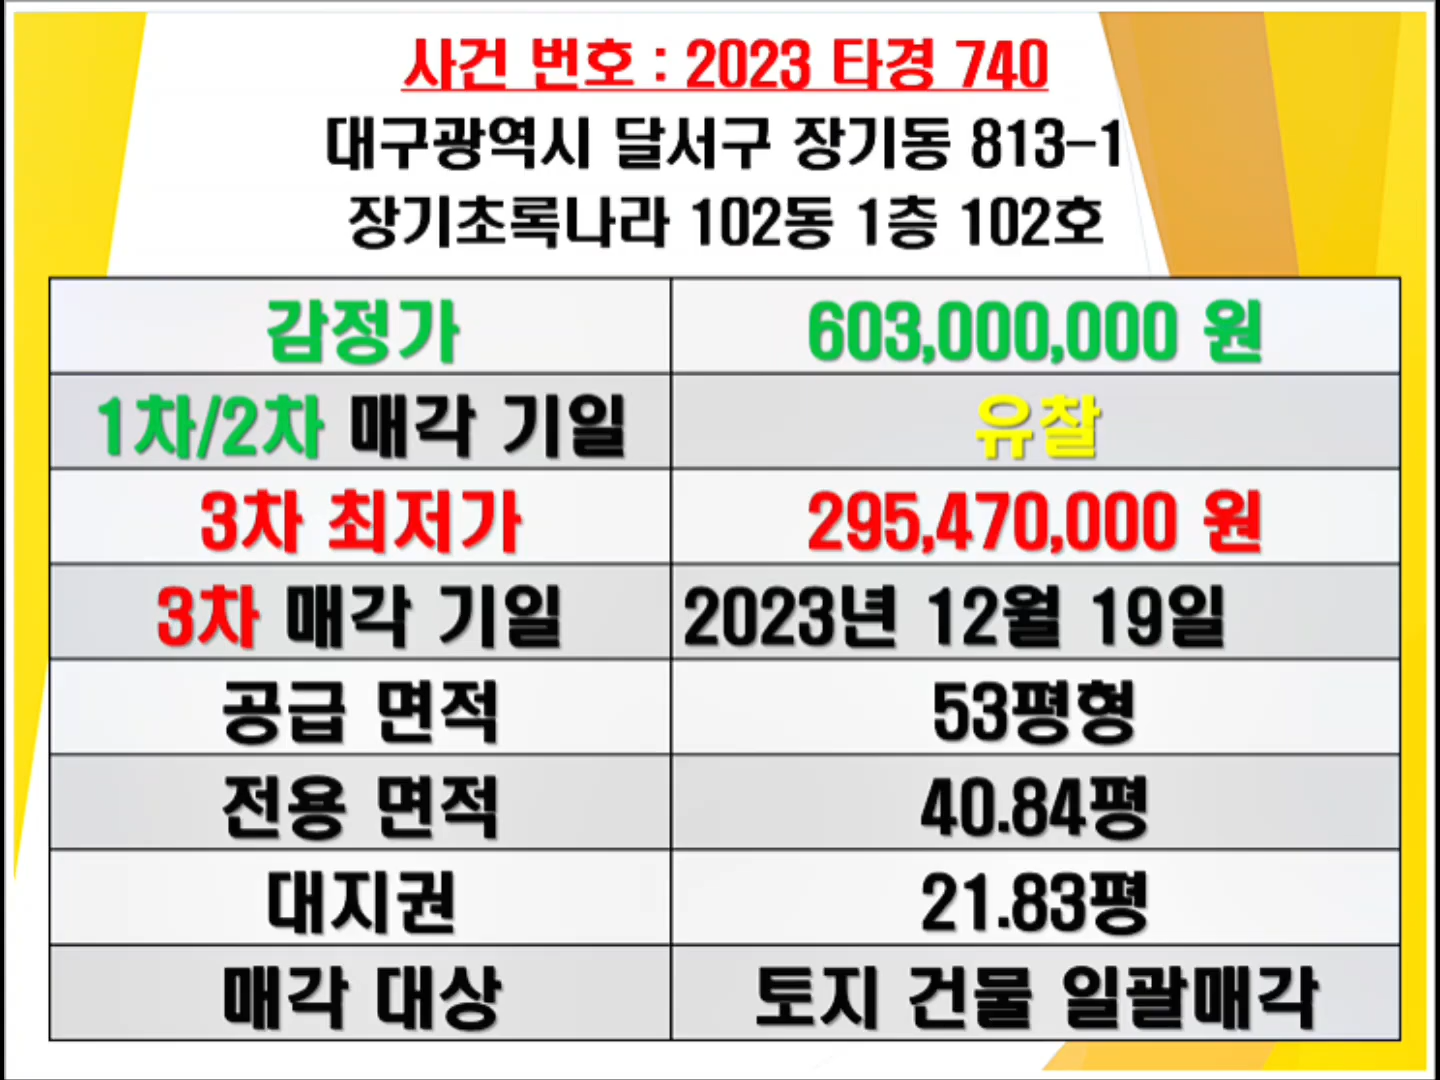 사건 번호 : 2023 타경 740
대구광역시 달서구 장기동 813-1
장기초록나라 102동 1층 102호
감정가 603,000,000 원
1차/2차 매각 기일 유찰
3차 최저가 295,470,000 원
3차 매각 기일 2023년 12월 19일
공급 면적 53평형
전용 면적 40.84평
대지권 21.83평
매각 대상 토지 건물 일괄매각